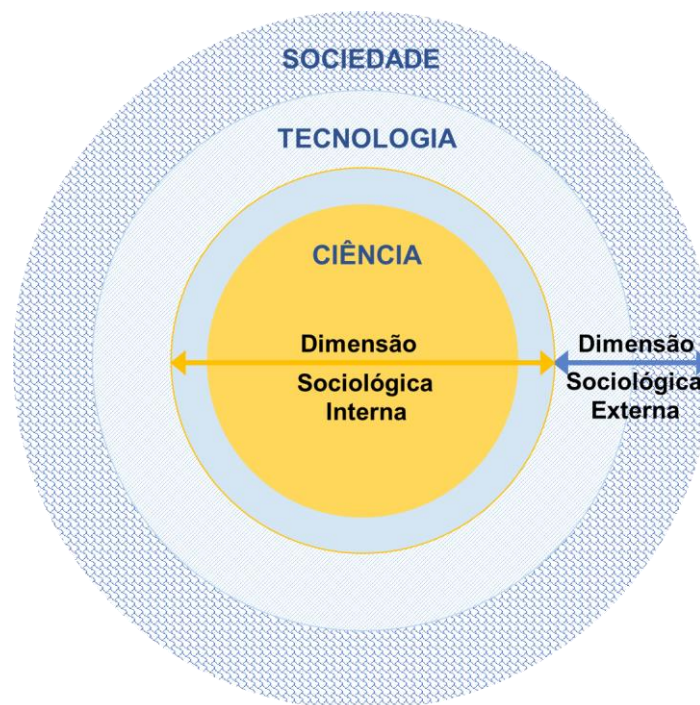 SOCIEDADE
TECNOLOGIA
CIÊNCIA
Dimensão
Sociológica
Interna
Dimensão
Sociológica
Externa